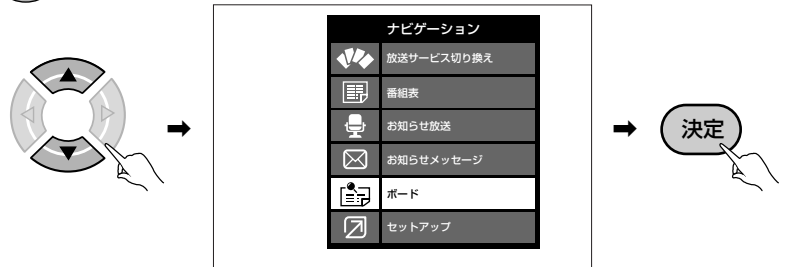 ナビゲーション
放送サービス切り換え
番組表
お知らせ放送
お知らせメッセージ
ボード
セットアップ
決定